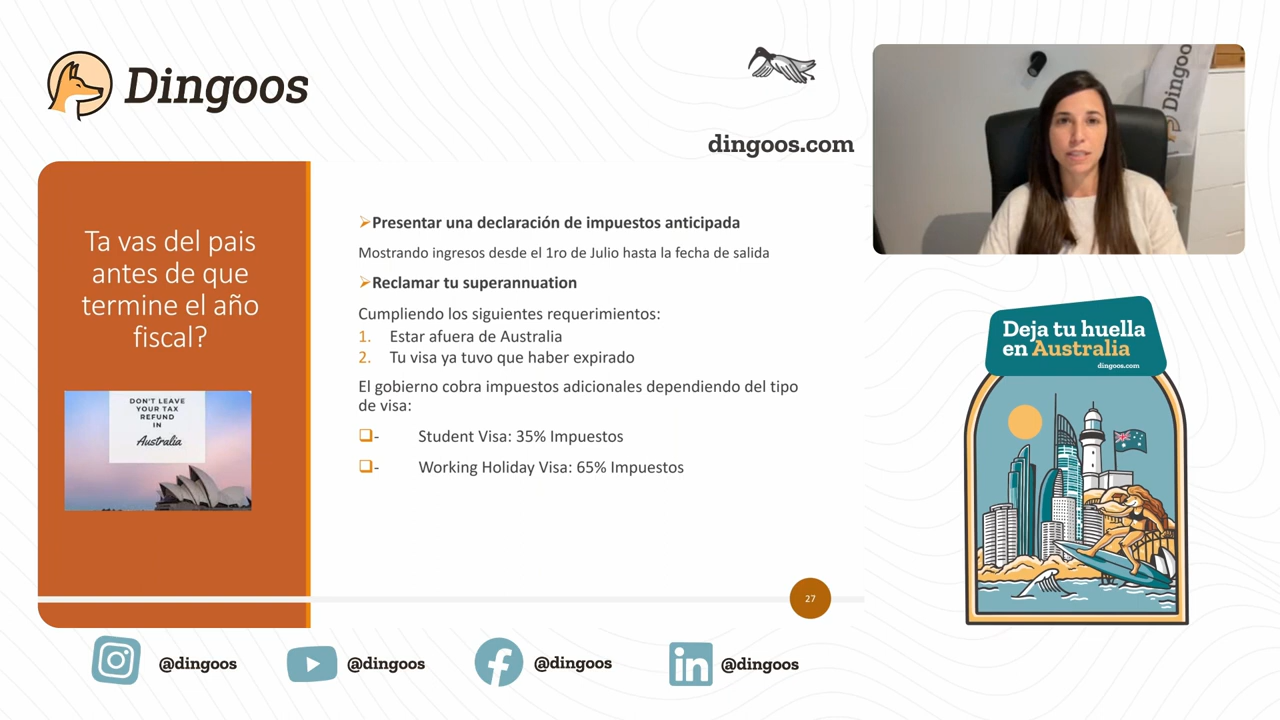 Dingoos
dingoos.com
Dingoo
Ta vas del pais
antes de que
termine el año
fiscal?
DON'T LEAVE
YOUR TAX
REFUND
IN
Australia
➢Presentar una declaración de impuestos anticipada
Mostrando ingresos desde el 1ro de Julio hasta la fecha de salida
➢Reclamar tu superannuation
Cumpliendo los siguientes requerimientos:
1. Estar afuera de Australia
2. Tu visa ya tuvo que haber expirado
El gobierno cobra impuestos adicionales dependiendo del tipo
de visa:
❑- Student Visa: 35% Impuestos
❑- Working Holiday Visa: 65% Impuestos
27
Deja tu huella
en Australia
dingoos.com
@dingoos
@dingoos
@dingoos
in @dingoos